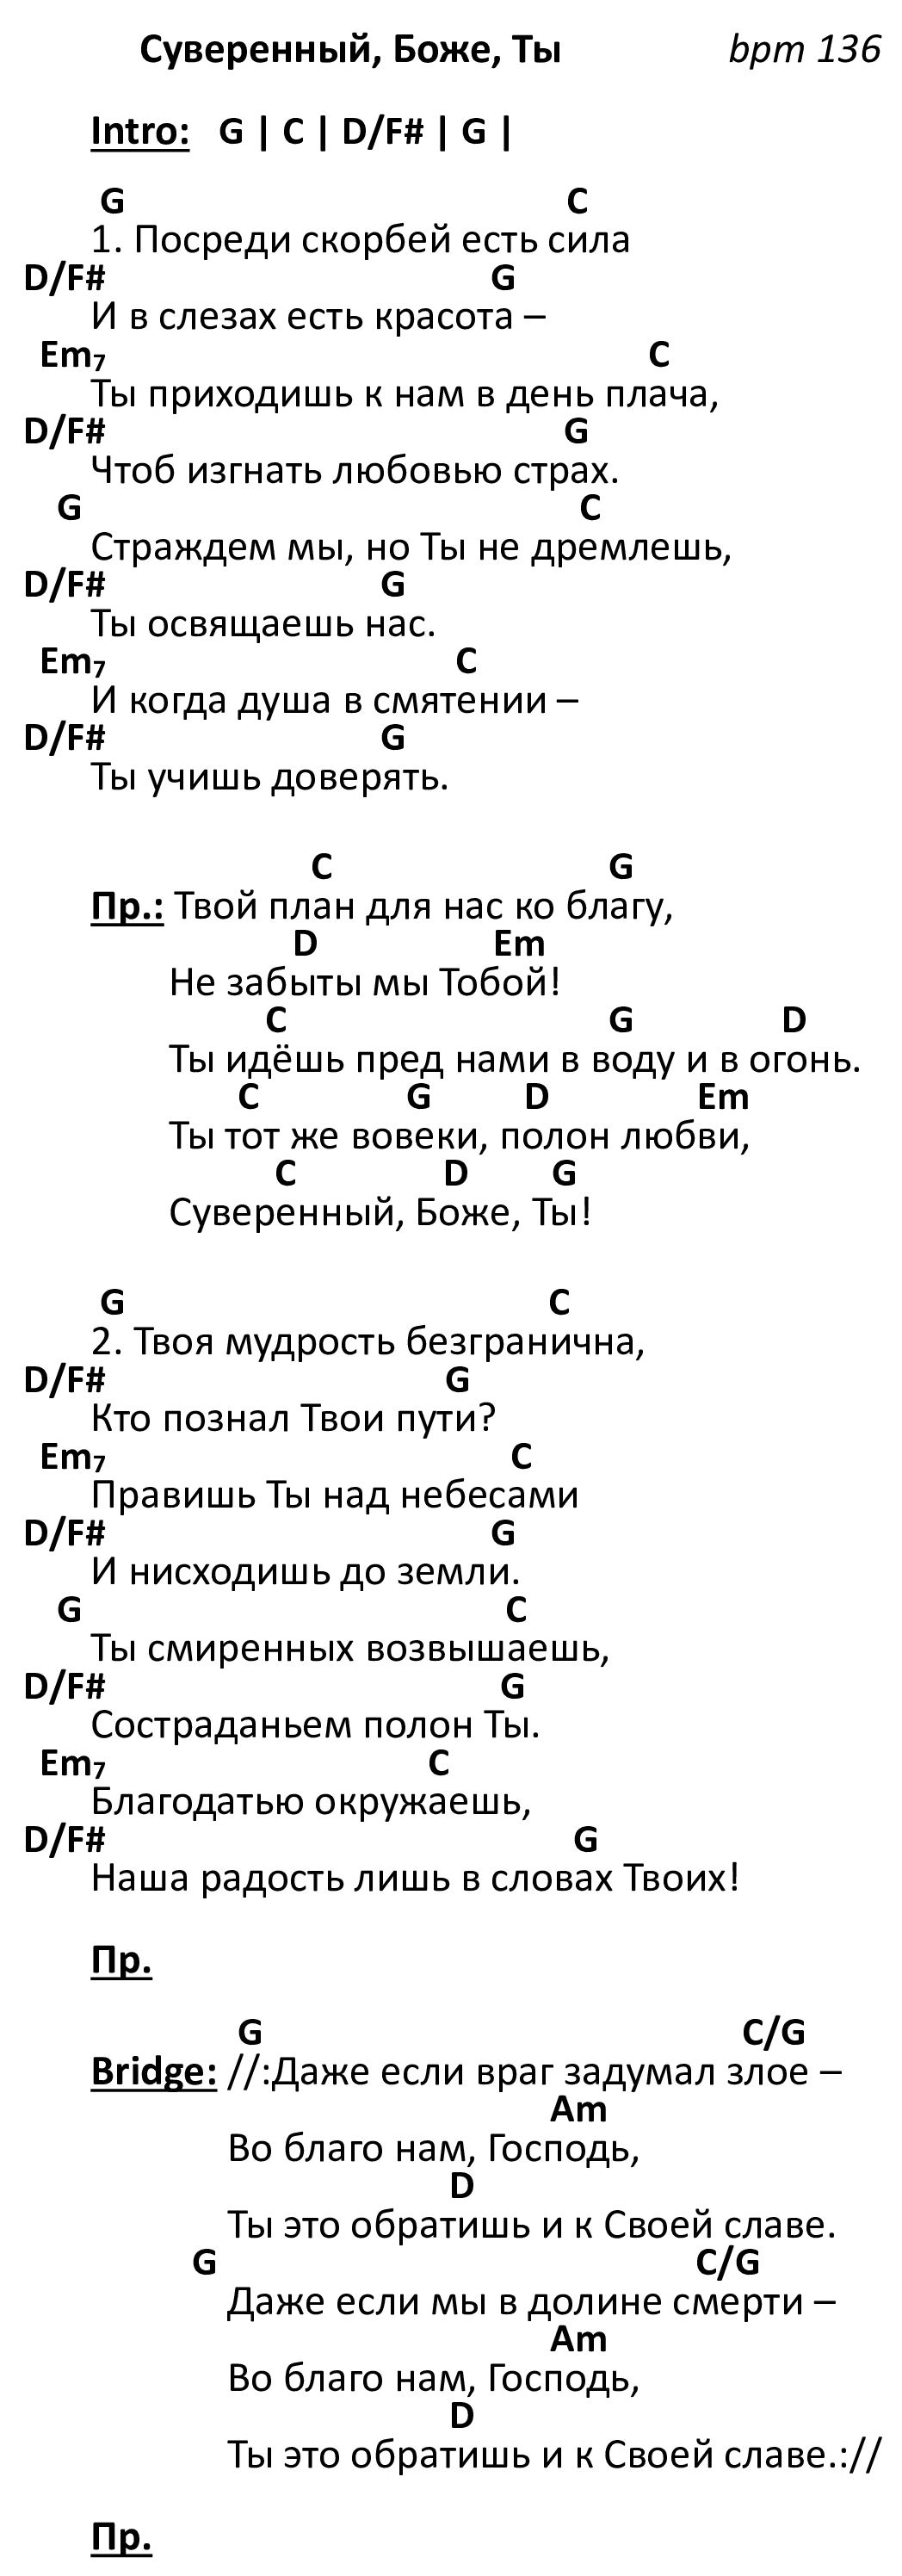 Суверенный, Боже, Ты bpm 136
Intro: G | C | D/F# | G |
G C
1. Посреди скорбей есть сила
D/F# G
И в слезах есть красота –
Em7 C
Ты приходишь к нам в день плача,
D/F# G
Чтоб изгнать любовью страх.
G C
Страждем мы, но Ты не дремлешь,
D/F# G
Ты освящаешь нас.
Em7 C
И когда душа в смятении –
D/F# G
Ты учишь доверять.
C G
Пр.: Твой план для нас ко благу,
D Em
Не забыты мы Тобой!
C G D
Ты идёшь пред нами в воду и в огонь.
C G D Em
Ты тот же вовеки, полон любви,
C D G
Суверенный, Боже, Ты!
G C
2. Твоя мудрость безгранична,
D/F# G
Кто познал Твои пути?
Em7 C
Правишь Ты над небесами
D/F# G
И нисходишь до земли.
G C
Ты смиренных возвышаешь,
D/F# G
Состраданьем полон Ты.
Em7 C
Благодатью окружаешь,
D/F# G
Наша радость лишь в словах Твоих!
Пр.
G C/G
Bridge: //:Даже если враг задумал злое –
Am
Во благо нам, Господь,
D
Ты это обратишь и к Своей славе.
G C/G
Даже если мы в долине смерти –
Am
Во благо нам, Господь,
D
Ты это обратишь и к Своей славе.://
Пр.